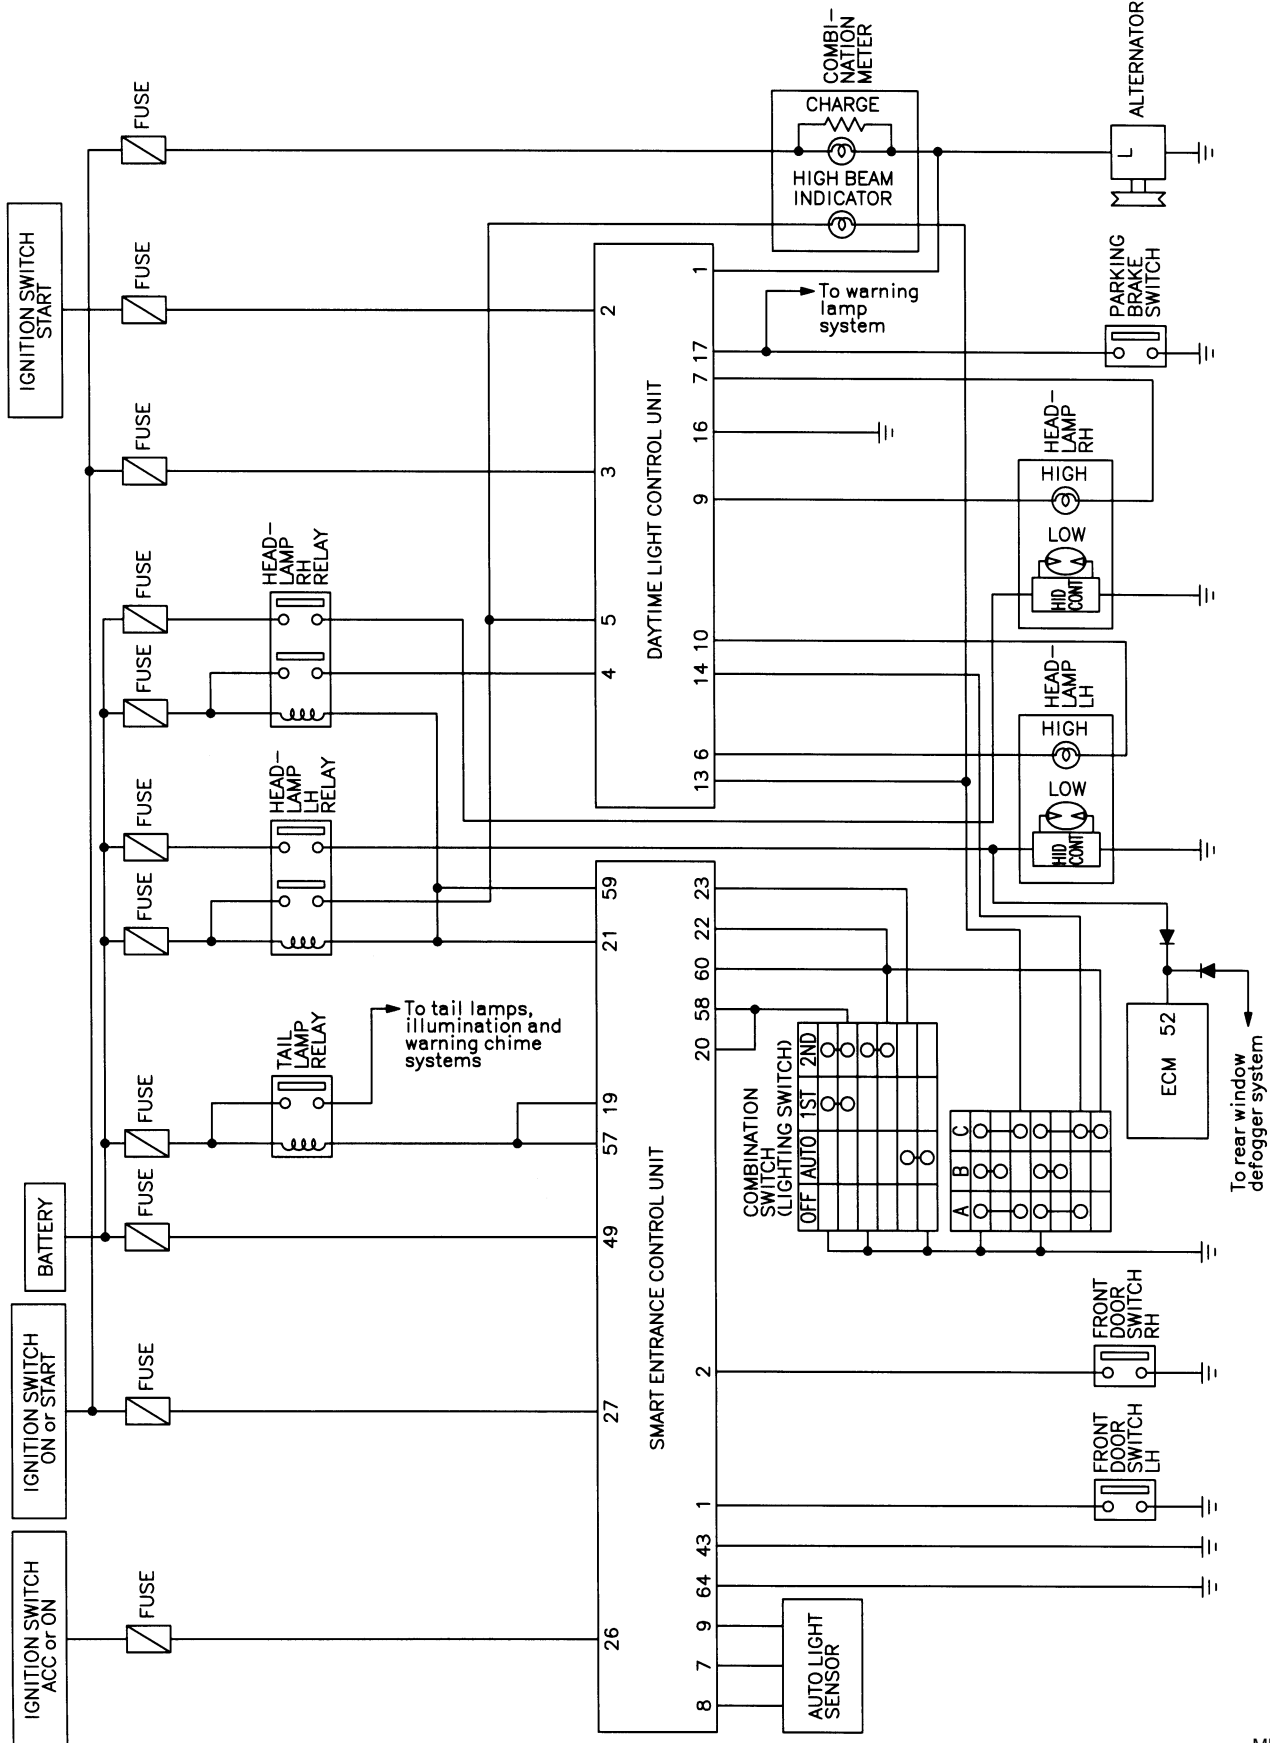 IGNITION SWITCH
ACC or ON
IGNITION SWITCH
ON or START
BATTERY
IGNITION SWITCH
START
FUSE
FUSE
FUSE
FUSE
FUSE
FUSE
FUSE
FUSE
FUSE
FUSE
FUSE
TAIL
LAMP
RELAY
HEAD-
LAMP
LH
RELAY
HEAD-
LAMP
RH
RELAY
To tail lamps,
illumination and
warning chime
systems
26
27
49
57
19
21
59
SMART ENTRANCE CONTROL UNIT
8
7
9
64
43
1
2
20
58
60
22
23
4
5
3
2
DAYTIME LIGHT CONTROL UNIT
13
6
14
10
9
16
7
17
1
AUTO LIGHT
SENSOR
COMBINATION
SWITCH
(LIGHTING SWITCH)
OFF
AUTO
1ST
2ND
A
B
C
COMBI-
NATION
METER
CHARGE
HIGH BEAM
INDICATOR
To warning
lamp
system
FRONT
DOOR
SWITCH
LH
FRONT
DOOR
SWITCH
RH
ECM
52
To rear window
defogger system
HEAD-
LAMP
LH
HIGH
LOW
HID
CONT
HEAD-
LAMP
RH
HIGH
LOW
HID
CONT
PARKING
BRAKE
SWITCH
ALTERNATOR
L